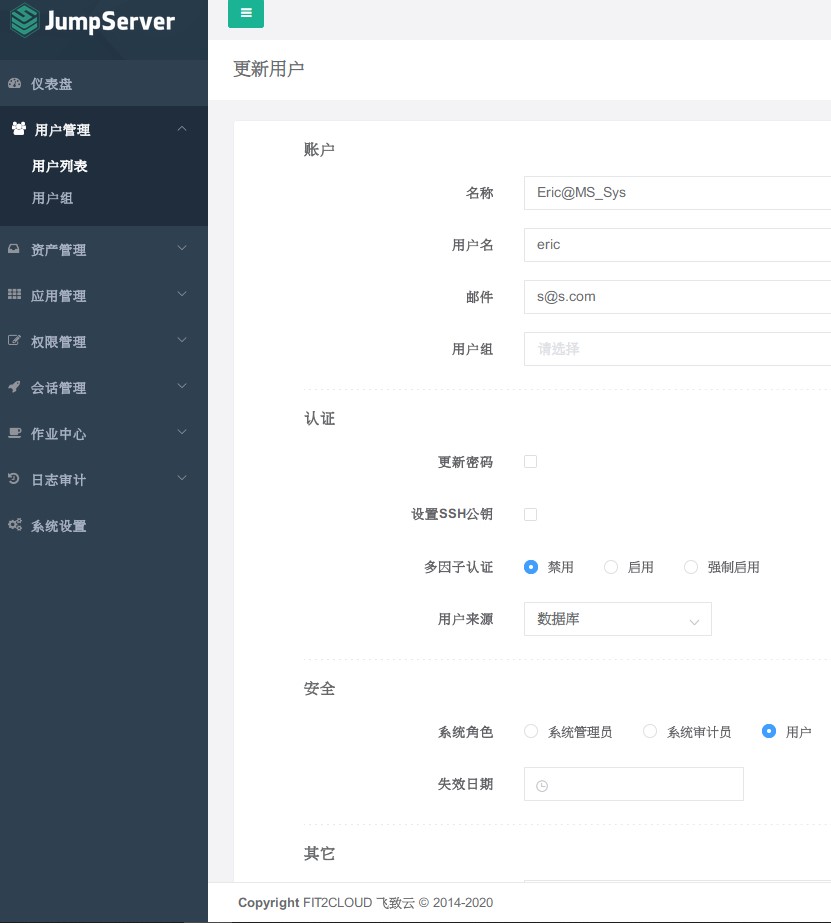 JumpServer
仪表盘
用户管理
用户列表
用户组
资产管理
应用管理
权限管理
会话管理
作业中心
日志审计
系统设置
更新用户
账户
名称 Eric@MS_Sys
用户名 eric
邮件 s@s.com
用户组 请选择
认证
更新密码
设置SSH公钥
多因子认证 禁用 启用 强制启用
用户来源 数据库
安全
系统角色 系统管理员 系统审计员 用户
失效日期
其它
Copyright FIT2CLOUD 飞致云 © 2014-2020